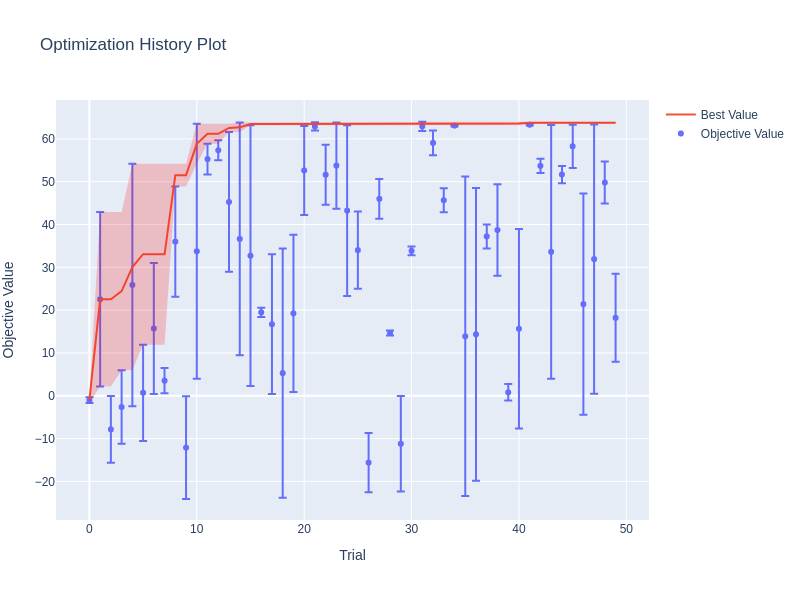 Optimization History Plot
Best Value
Objective Value
60
50
40
30
20
10
0
−10
−20
Objective Value
0 10 20 30 40 50
Trial